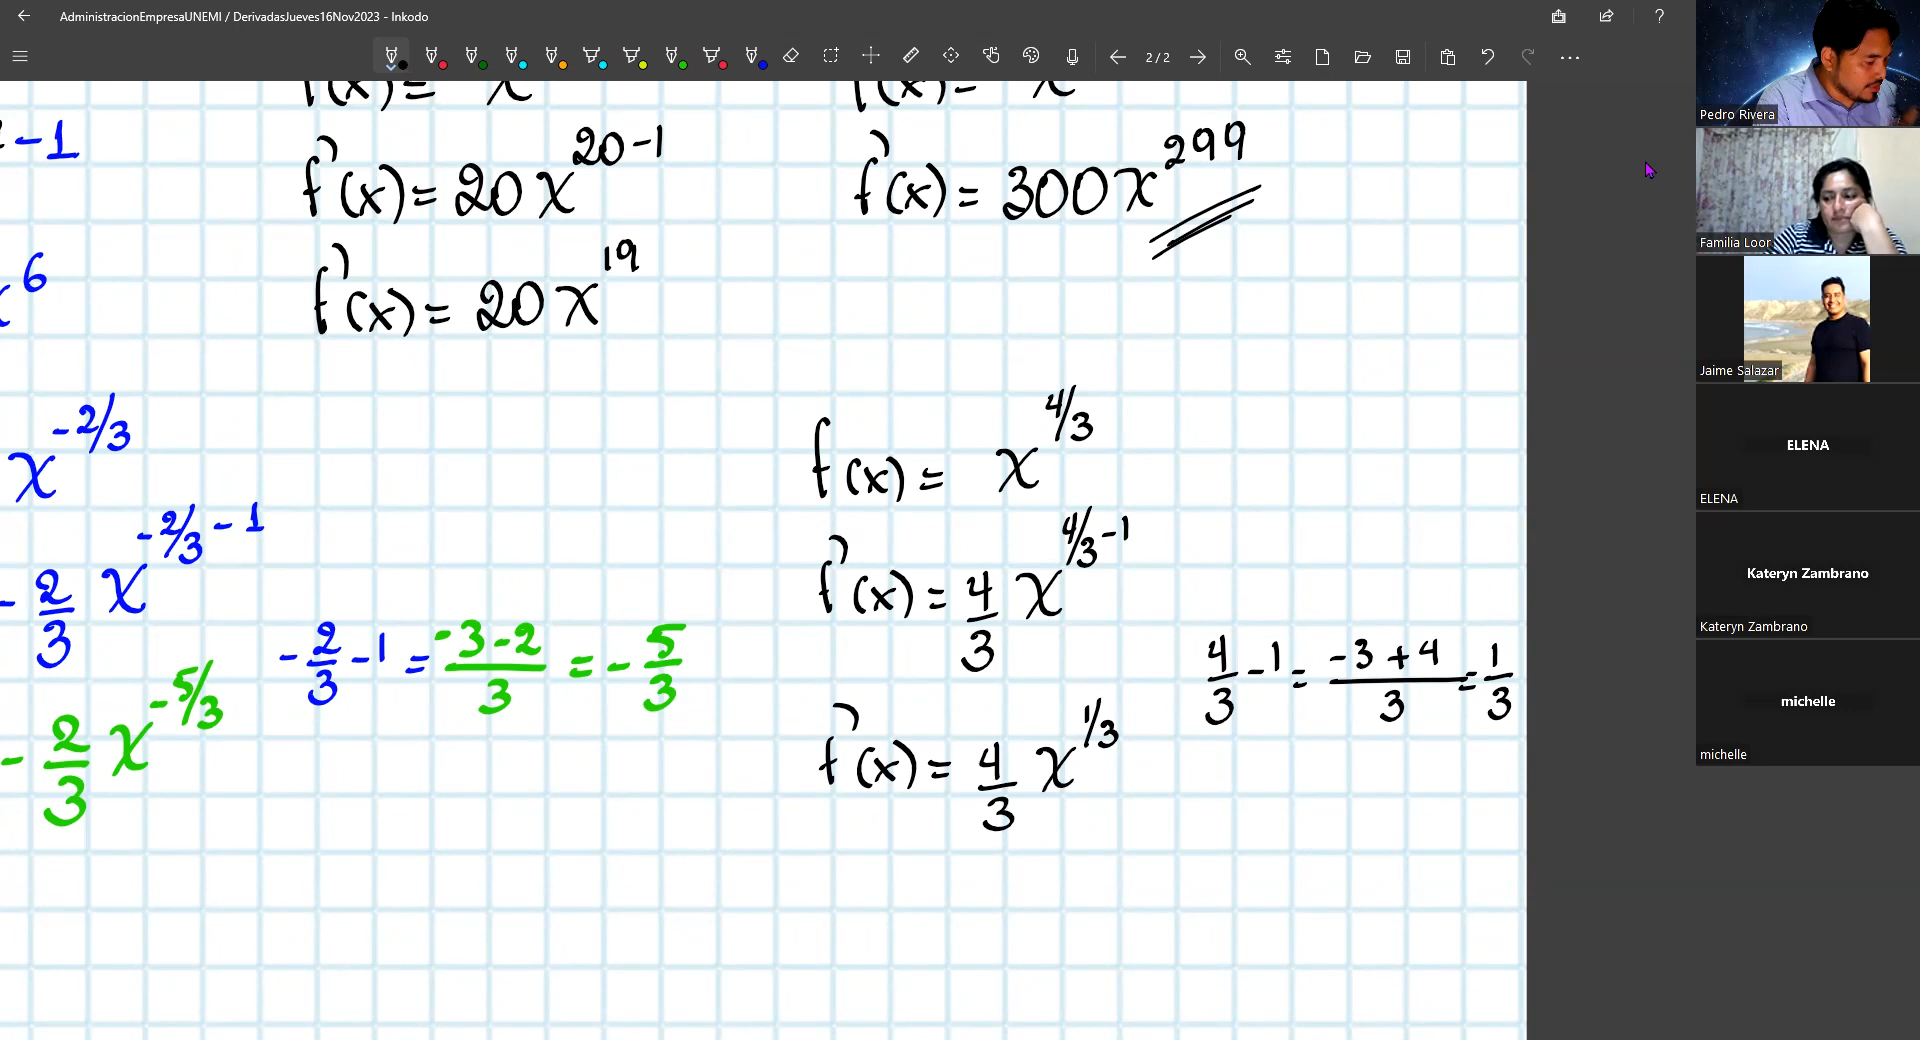 AdministracionEmpresaUNEMI / DerivadasJueves16Nov2023 - Inkodo
?
2 / 2
f(x) = x
f'(x) = 20x^20-1
f'(x) = 20x^19
f(x) = x
f'(x) = 300x^299
-1
6
x^-2/3
-2/3 x^-2/3 -1
-2/3 -1 = -3-2/3 = -5/3
-2/3 x^-5/3
f(x) = x^4/3
f'(x) = 4/3 x^4/3 -1
4/3 -1 = -3+4/3 = 1/3
f'(x) = 4/3 x^1/3
Pedro Rivera
Familia Loor
Jaime Salazar
ELENA
ELENA
Kateryn Zambrano
Kateryn Zambrano
michelle
michelle